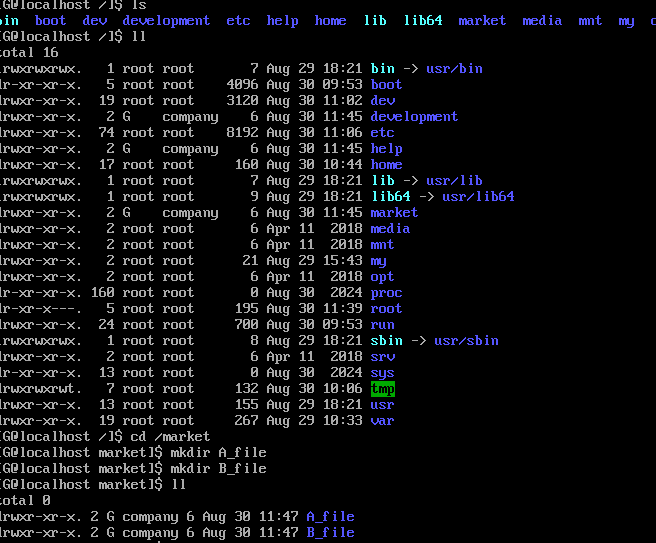 [G@localhost /]$ ls
bin boot dev development etc help home lib lib64 market media mnt my
[G@localhost /]$ ll
total 16
lrwxrwxrwx. 1 root root 7 Aug 29 18:21 bin -> usr/bin
dr-xr-xr-x. 5 root root 4096 Aug 30 09:53 boot
drwxr-xr-x. 19 root root 3120 Aug 30 11:02 dev
drwxr-xr-x. 2 G company 6 Aug 30 11:45 development
drwxr-xr-x. 74 root root 8192 Aug 30 11:06 etc
drwxr-xr-x. 2 G company 6 Aug 30 11:45 help
drwxr-xr-x. 17 root root 160 Aug 30 10:44 home
lrwxrwxrwx. 1 root root 7 Aug 29 18:21 lib -> usr/lib
lrwxrwxrwx. 1 root root 9 Aug 29 18:21 lib64 -> usr/lib64
drwxr-xr-x. 2 G company 6 Aug 30 11:45 market
drwxr-xr-x. 2 root root 6 Apr 11 2018 media
drwxr-xr-x. 2 root root 6 Apr 11 2018 mnt
drwxr-xr-x. 2 root root 21 Aug 29 15:43 my
drwxr-xr-x. 2 root root 6 Apr 11 2018 opt
dr-xr-xr-x. 160 root root 0 Aug 30 2024 proc
dr-xr-x---. 5 root root 195 Aug 30 11:39 root
drwxr-xr-x. 24 root root 700 Aug 30 09:53 run
lrwxrwxrwx. 1 root root 8 Aug 29 18:21 sbin -> usr/sbin
drwxr-xr-x. 2 root root 6 Apr 11 2018 srv
dr-xr-xr-x. 13 root root 0 Aug 30 2024 sys
drwxrwxrwt. 7 root root 132 Aug 30 10:06 tmp
drwxr-xr-x. 13 root root 155 Aug 29 18:21 usr
drwxr-xr-x. 19 root root 267 Aug 29 10:33 var
[G@localhost /]$ cd /market
[G@localhost market]$ mkdir A_file
[G@localhost market]$ mkdir B_file
[G@localhost market]$ ll
total 0
drwxr-xr-x. 2 G company 6 Aug 30 11:47 A_file
drwxr-xr-x. 2 G company 6 Aug 30 11:47 B_file